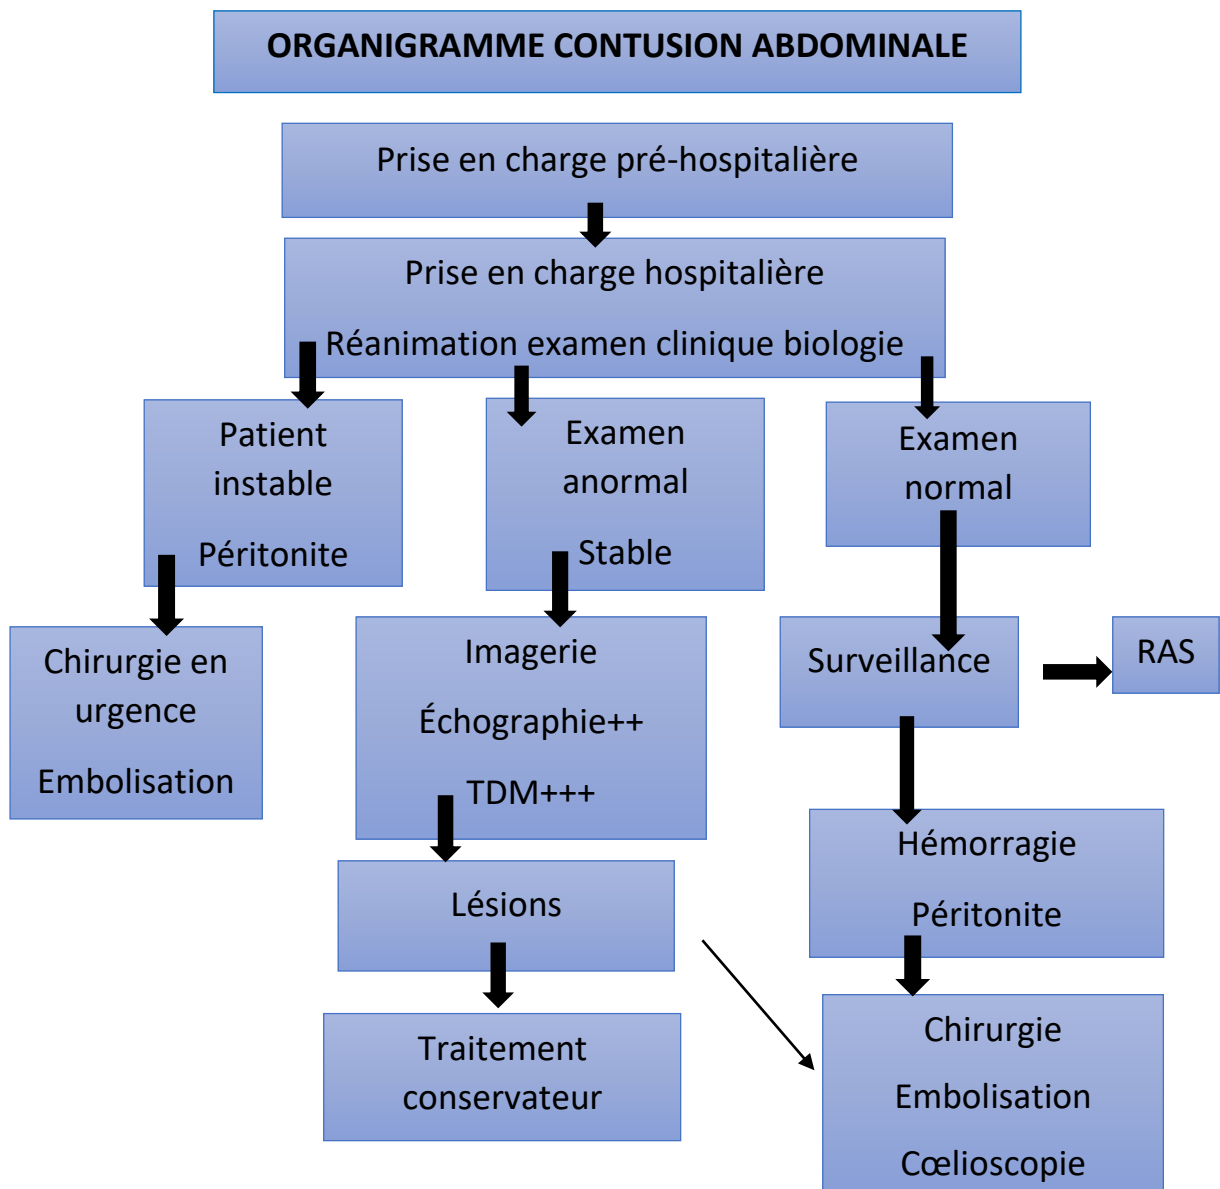 ORGANIGRAMME CONTUSION ABDOMINALE
Prise en charge pré-hospitalière
Prise en charge hospitalière
Réanimation examen clinique biologie
Patient
instable
Péritonite
Examen
anormal
Stable
Examen
normal
Chirurgie en
urgence
Embolisation
Imagerie
Échographie++
TDM+++
Surveillance
RAS
Lésions
Hémorragie
Péritonite
Traitement
conservateur
Chirurgie
Embolisation
Cœlioscopie